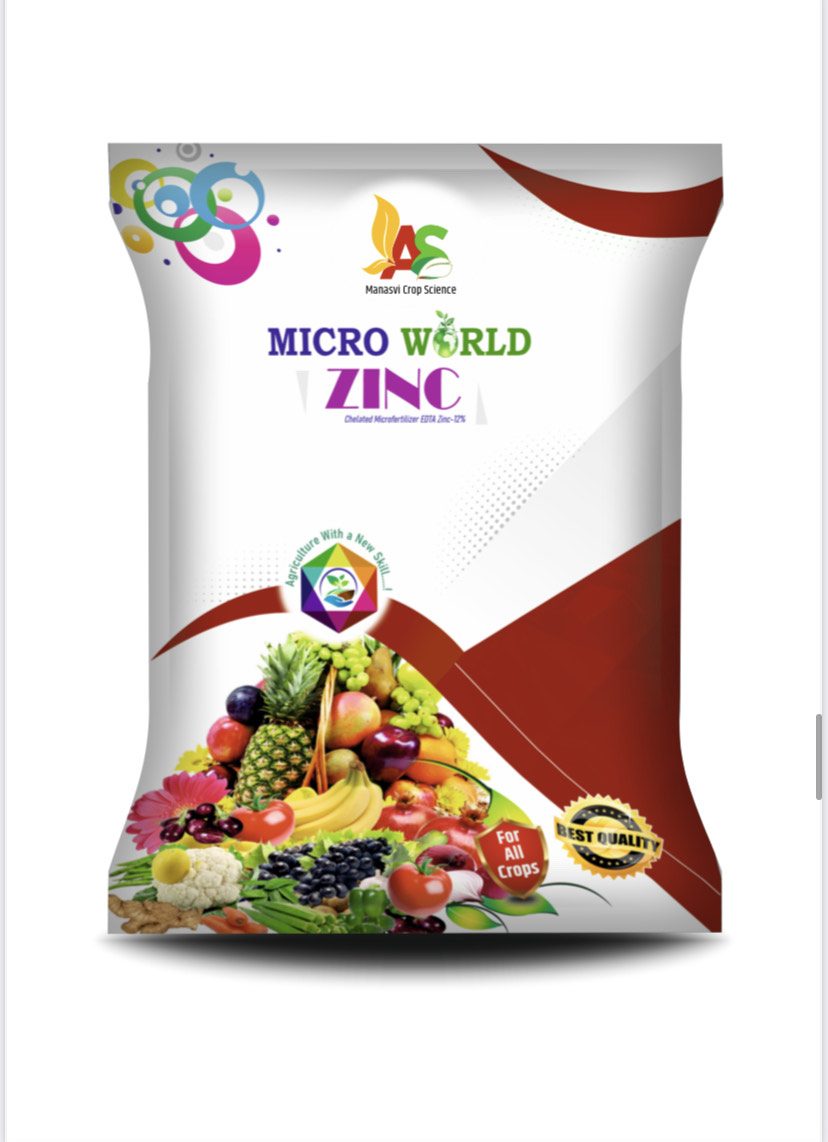 AS
Manasvi Crop Science
MICRO WORLD
ZINC
Chelated Microfertilizer EDTA Zinc-12%
Agriculture With a New Skill....!
For
All
Crops
BEST QUALITY